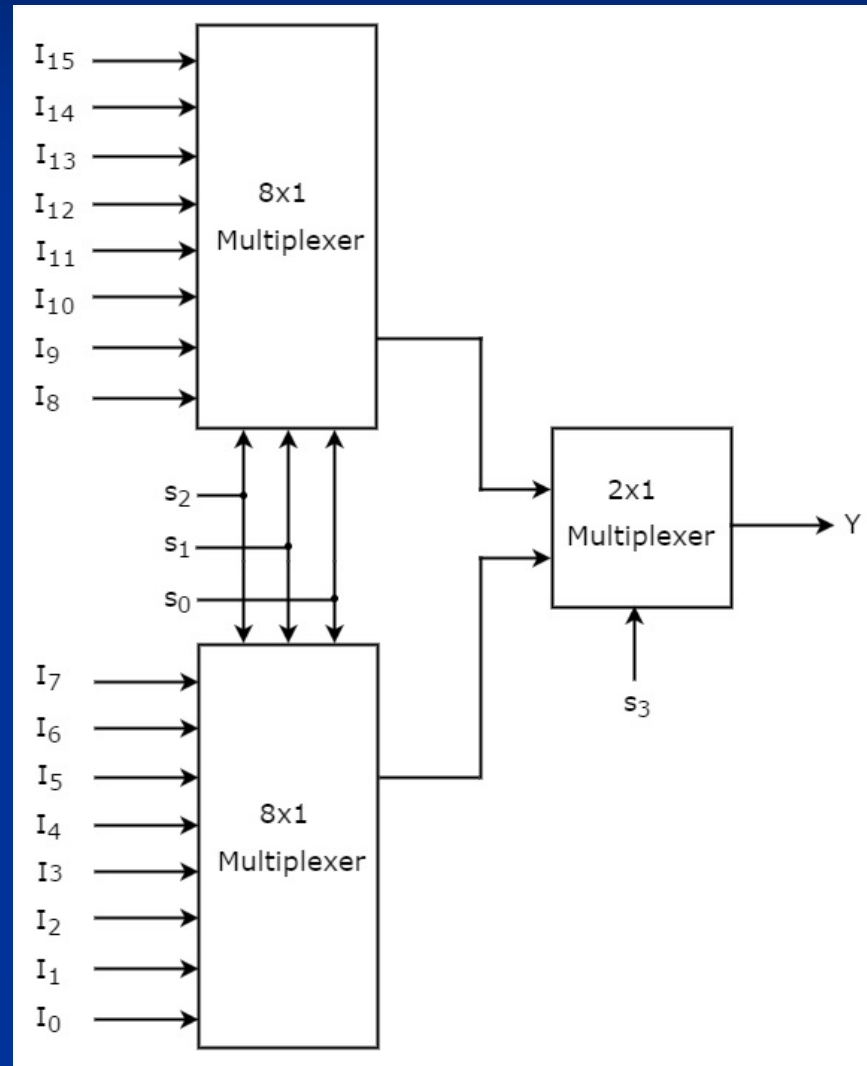 I15
I14
I13
I12
I11
I10
I9
I8
8x1
Multiplexer
s2
s1
s0
2x1
Multiplexer
Y
s3
I7
I6
I5
I4
I3
I2
I1
I0
8x1
Multiplexer